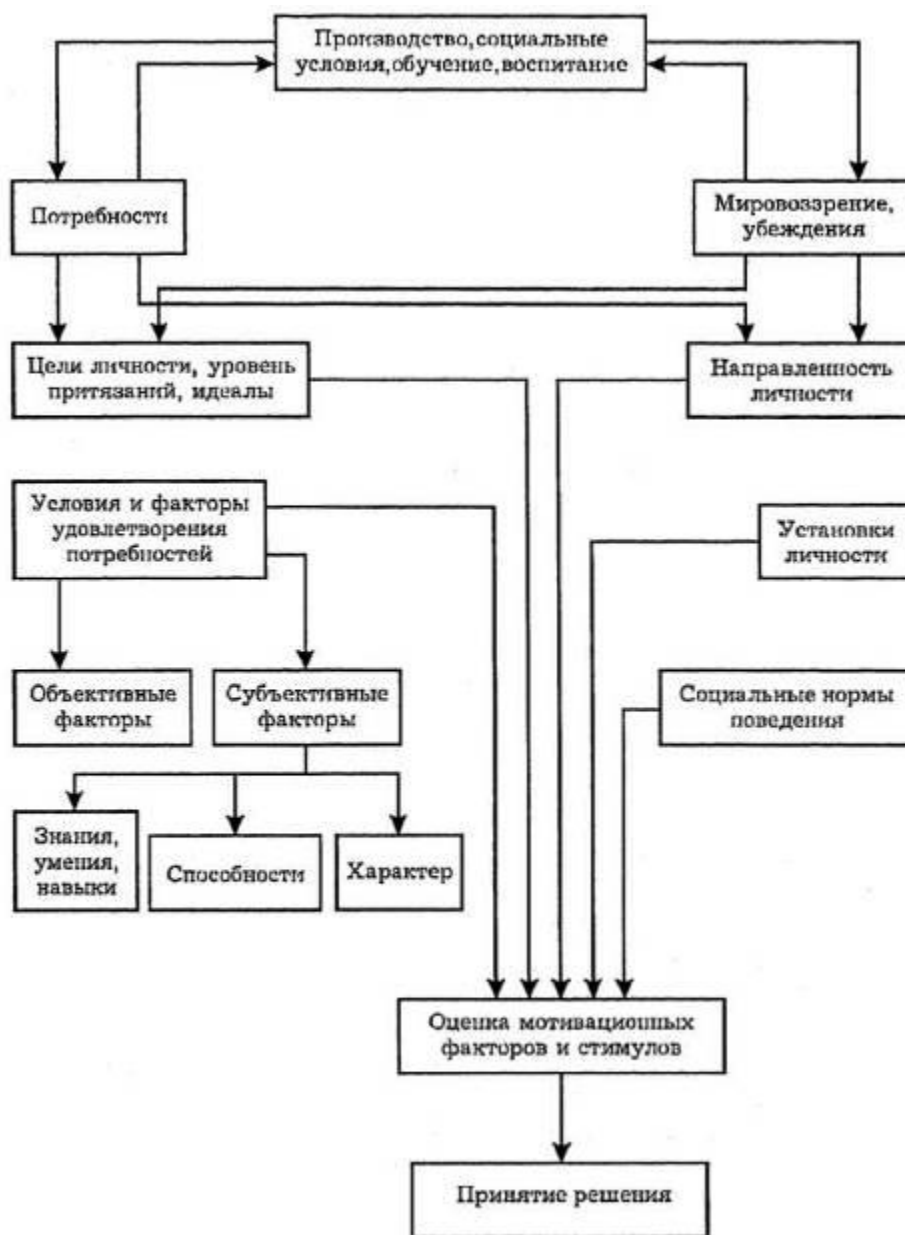 Производство, социальные
условия, обучение, воспитание
Потребности
Мировоззрение,
убеждения
Цели личности, уровень
притязаний, идеалы
Направленность
личности
Условия и факторы
удовлетворения
потребностей
Установки
личности
Объективные
факторы
Субъективные
факторы
Социальные нормы
поведения
Знания,
умения,
навыки
Способности
Характер
Оценка мотивационных
факторов и стимулов
Принятие решения